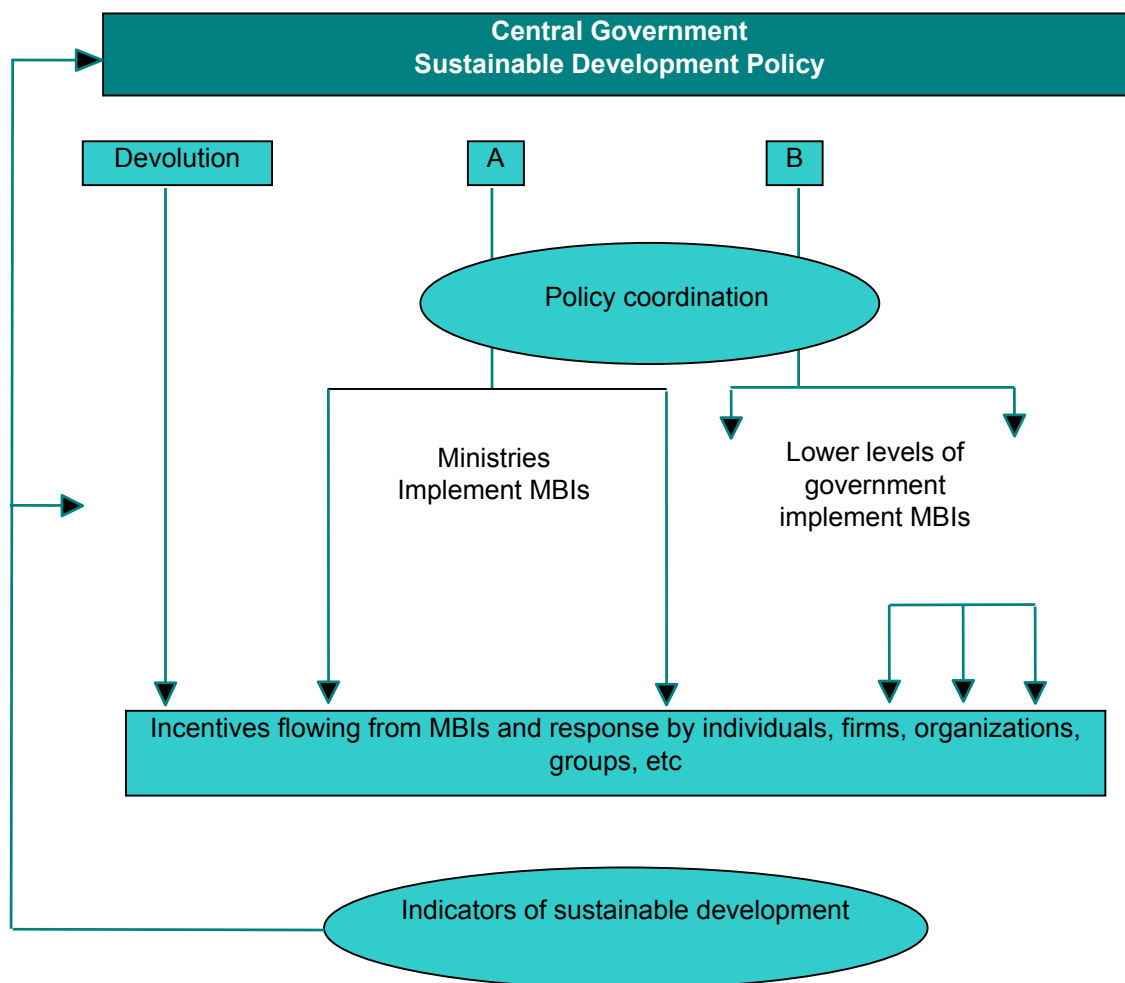 Central Government
Sustainable Development Policy
Devolution
A
B
Policy coordination
Ministries
Implement MBIs
Lower levels of
government
implement MBIs
Incentives flowing from MBIs and response by individuals, firms, organizations,
groups, etc
Indicators of sustainable development